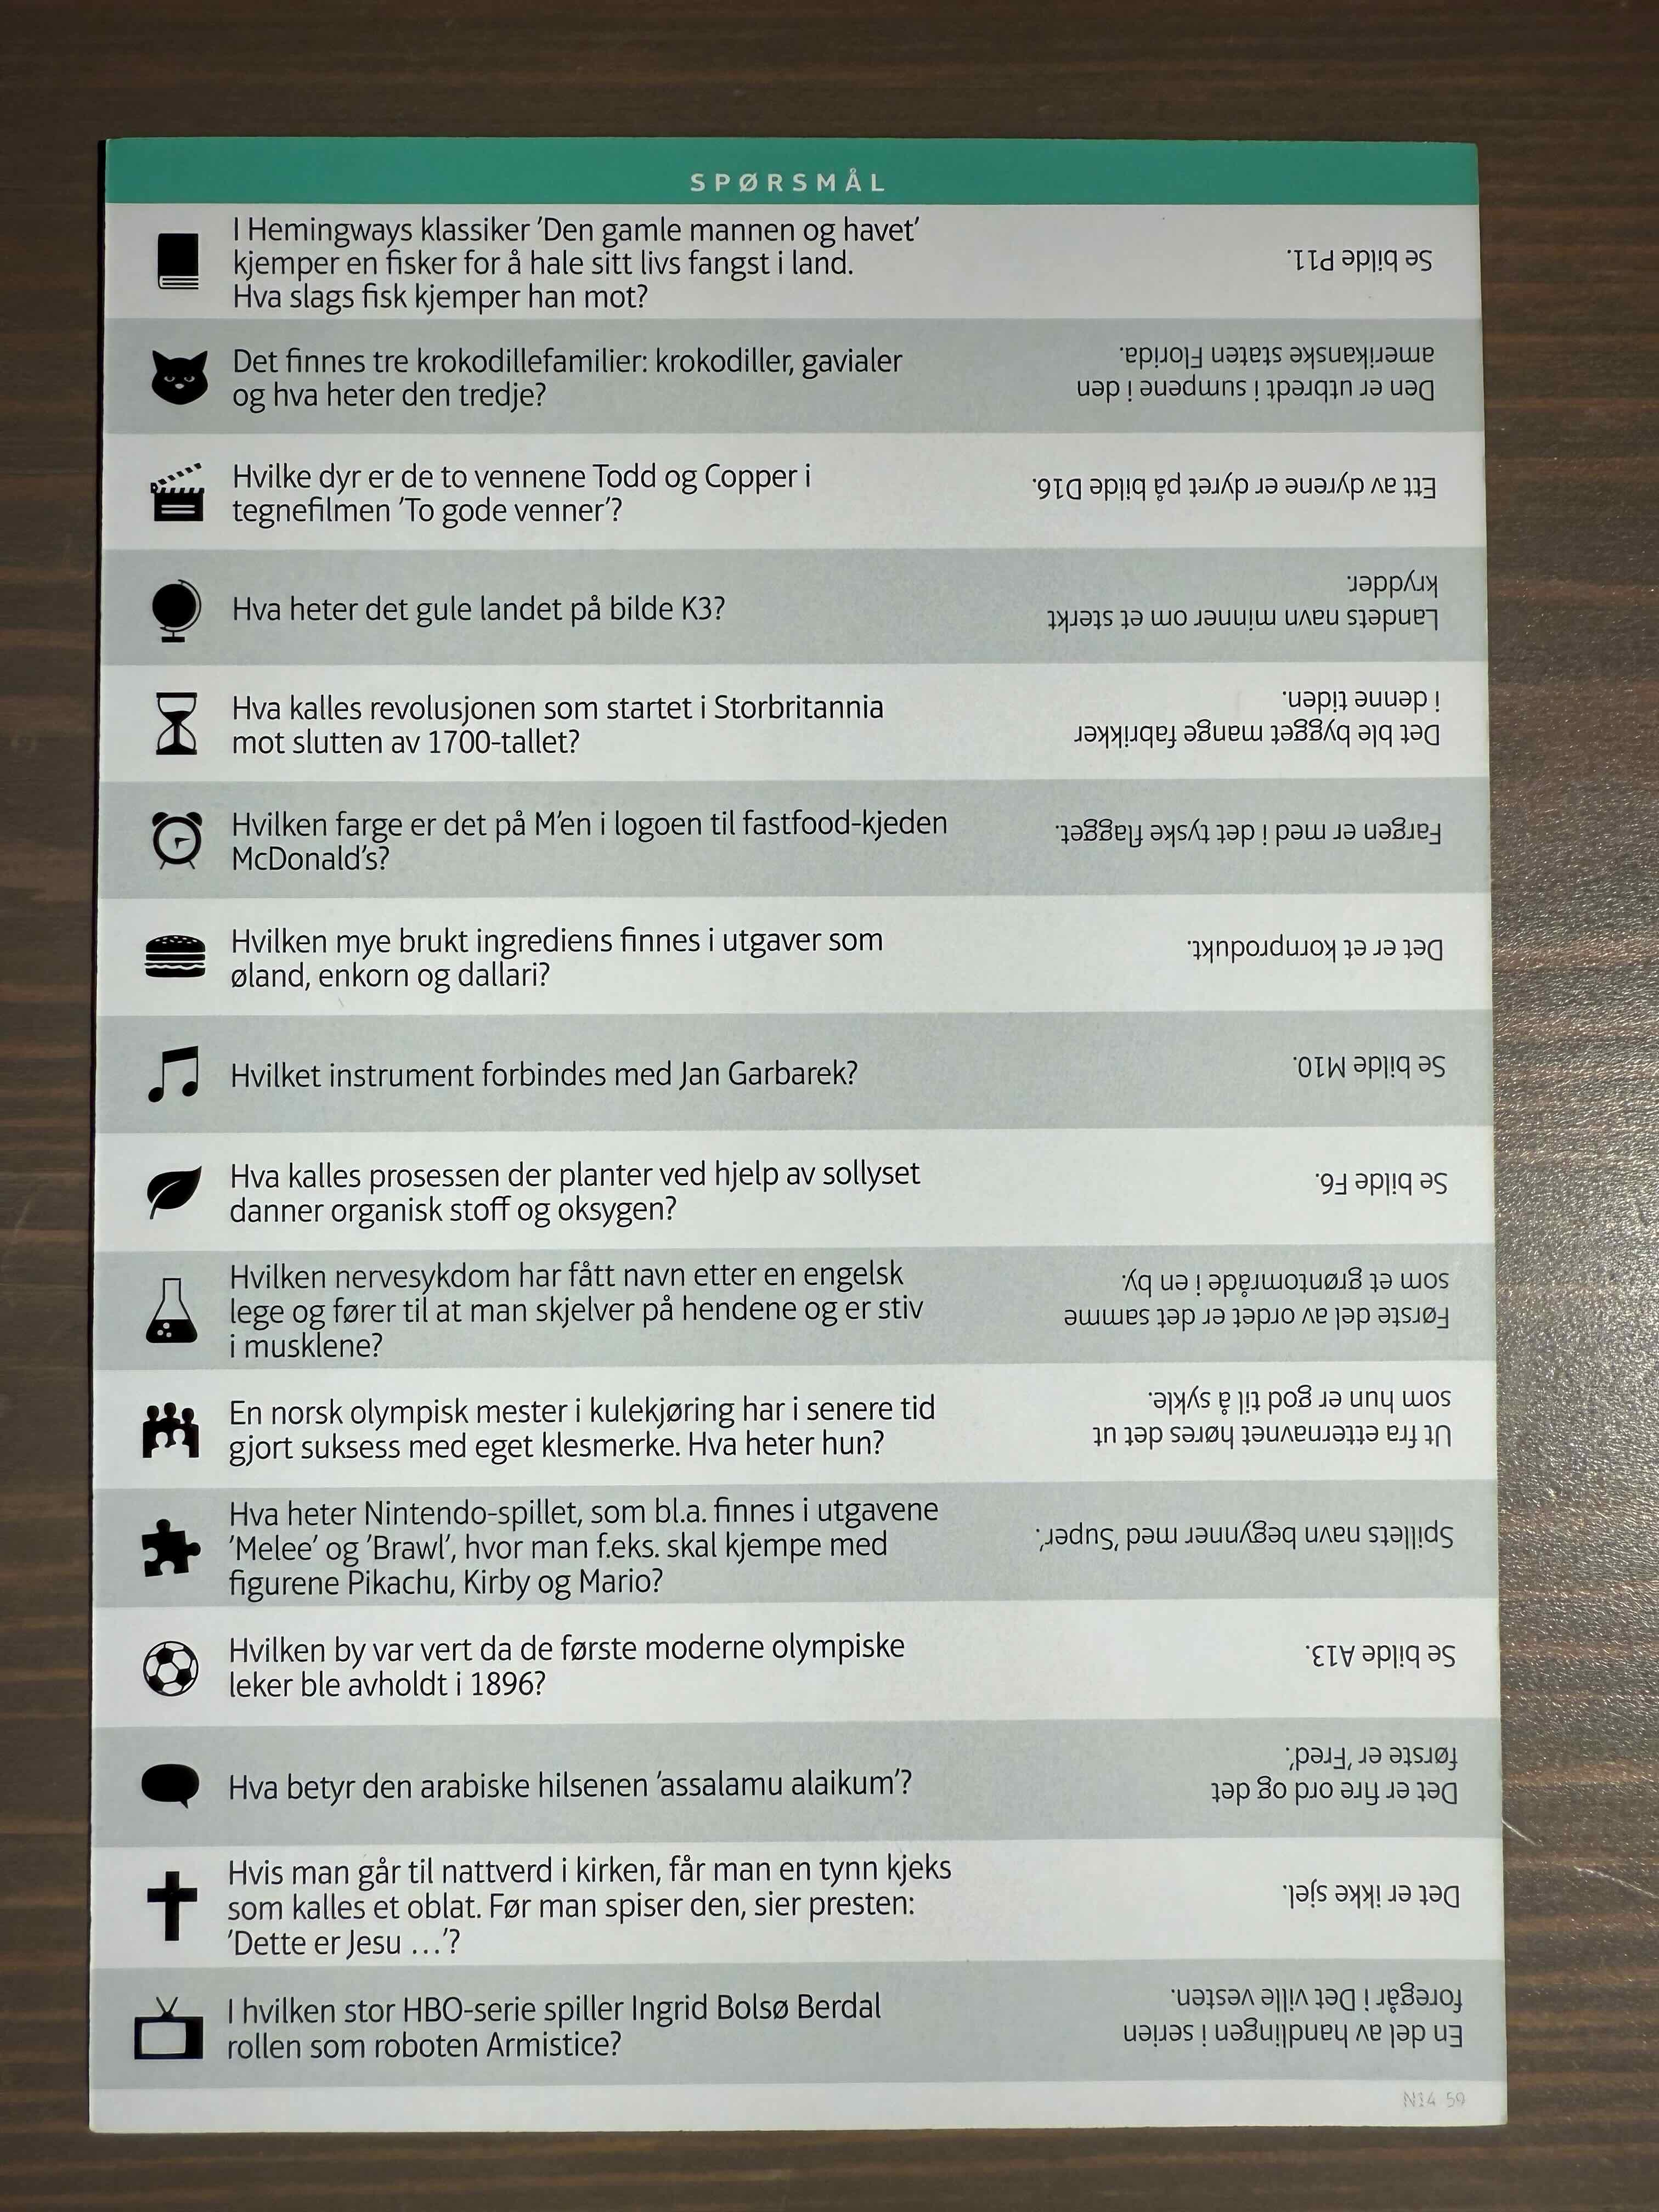 SPØRSMÅL
I Hemingways klassiker 'Den gamle mannen og havet'
kjemper en fisker for å hale sitt livs fangst i land.
Hva slags fisk kjemper han mot?
Se bilde P11.
Det finnes tre krokodillefamilier: krokodiller, gavialer
og hva heter den tredje?
Den er utbredt i sumpene i den
amerikanske staten Florida.
Hvilke dyr er de to vennene Todd og Copper i
tegnefilmen 'To gode venner'?
Ett av dyrene er dyret på bilde D16.
Hva heter det gule landet på bilde K3?
Landets navn minner om et sterkt
krydder.
Hva kalles revolusjonen som startet i Storbritannia
mot slutten av 1700-tallet?
Det ble bygget mange fabrikker
i denne tiden.
Hvilken farge er det på M'en i logoen til fastfood-kjeden
McDonald's?
Fargen er med i det tyske flagget.
Hvilken mye brukt ingrediens finnes i utgaver som
øland, enkorn og dallari?
Det er et kornprodukt.
Hvilket instrument forbindes med Jan Garbarek?
Se bilde M10.
Hva kalles prosessen der planter ved hjelp av sollyset
danner organisk stoff og oksygen?
Se bilde F6.
Hvilken nervesykdom har fått navn etter en engelsk
lege og fører til at man skjelver på hendene og er stiv
i musklene?
Første del av ordet er det samme
som et grøntområde i en by.
En norsk olympisk mester i kulekjøring har i senere tid
gjort suksess med eget klesmerke. Hva heter hun?
Ut fra etternavnet høres det ut
som hun er god til å sykle.
Hva heter Nintendo-spillet, som bl.a. finnes i utgavene
'Melee' og 'Brawl', hvor man f.eks. skal kjempe med
figurene Pikachu, Kirby og Mario?
Spillets navn begynner med 'Super'.
Hvilken by var vert da de første moderne olympiske
leker ble avholdt i 1896?
Se bilde A13.
Hva betyr den arabiske hilsenen 'assalamu alaikum'?
Det er fire ord og det
første er 'Fred'.
Hvis man går til nattverd i kirken, får man en tynn kjeks
som kalles et oblat. Før man spiser den, sier presten:
'Dette er Jesu ...'?
Det er ikke sjel.
I hvilken stor HBO-serie spiller Ingrid Bolsø Berdal
rollen som roboten Armistice?
En del av handlingen i serien
foregår i Det ville vesten.
N14 59